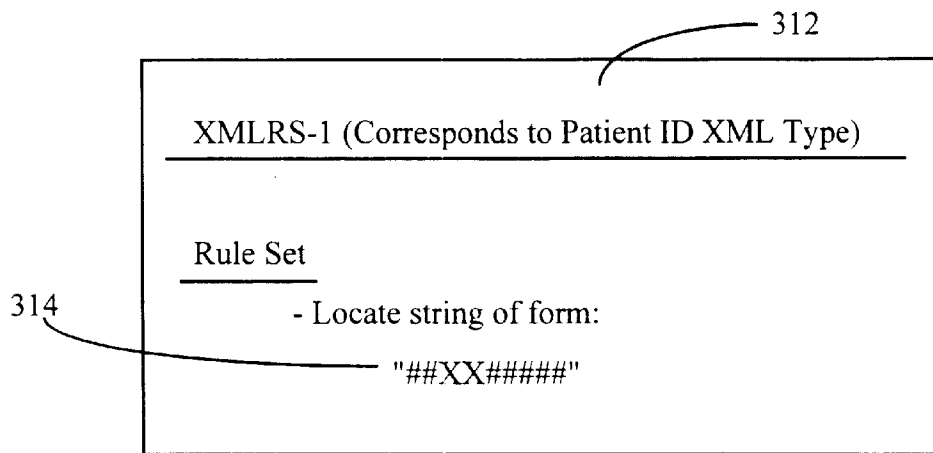 312
XMLRS-1 (Corresponds to Patient ID XML Type)
Rule Set
- Locate string of form:
314
"##XX#####"